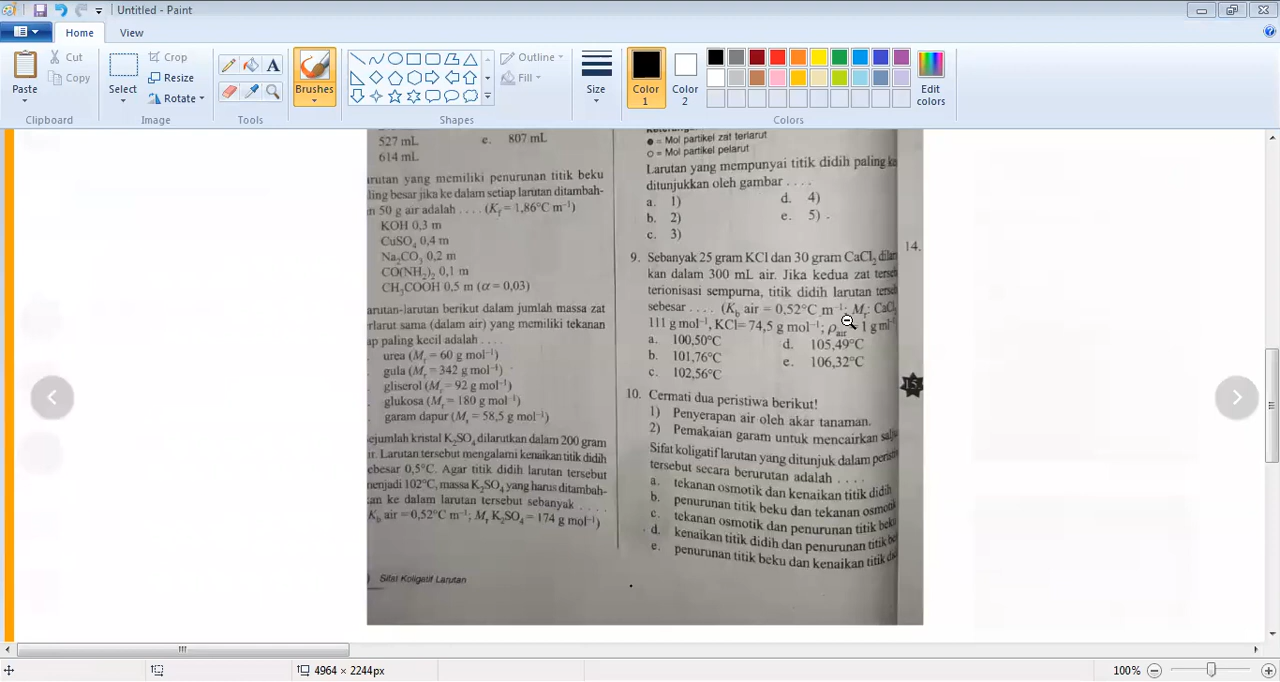 Untitled - Paint
Home
View
Paste
Cut
Copy
Clipboard
Select
Crop
Resize
Rotate
Image
A
Tools
Brushes
Outline
Fill
Shapes
Size
Color 1
Color 2
Edit colors
Colors
527 mL e. 807 mL
614 mL
arutan yang memiliki penurunan titik beku
ling besar jika ke dalam setiap larutan ditambah-
n 50 g air adalah . . . . (Kf = 1,86°C m⁻¹)
KOH 0,3 m
CuSO₄ 0,4 m
Na₂CO₃ 0,2 m
CO(NH₂)₂ 0,1 m
CH₃COOH 0,5 m (α = 0,03)
arutan-larutan berikut dalam jumlah massa zat
rlarut sama (dalam air) yang memiliki tekanan
ap paling kecil adalah . . . .
urea (Mr = 60 g mol⁻¹)
gula (Mr = 342 g mol⁻¹)
gliserol (Mr = 92 g mol⁻¹)
glukosa (Mr = 180 g mol⁻¹)
garam dapur (Mr = 58,5 g mol⁻¹)
ejumlah kristal K₂SO₄ dilarutkan dalam 200 gram
ir. Larutan tersebut mengalami kenaikan titik didih
ebesar 0,5°C. Agar titik didih larutan tersebut
menjadi 102°C, massa K₂SO₄ yang harus ditambah-
an ke dalam larutan tersebut sebanyak . . . .
Kb air =0,52°C m⁻¹; Mr K₂SO₄ = 174 g mol⁻¹)
Sifat Koligatif Larutan
● = Mol partikel zat terlarut
○ = Mol partikel pelarut
Larutan yang mempunyai titik didih paling ke
ditunjukkan oleh gambar . . . .
a. 1) d. 4)
b. 2) e. 5)
c. 3)
9. Sebanyak 25 gram KCl dan 30 gram CaCl₂ dilar
kan dalam 300 mL air. Jika kedua zat terse
terionisasi sempurna, titik didih larutan terse
sebesar . . . . (Kb air = 0,52°C m⁻¹; Mr: CaCl
111 g mol⁻¹, KCl= 74,5 g mol⁻¹; ρair = 1 g ml⁻¹
a. 100,50°C d. 105,49°C
b. 101,76°C e. 106,32°C
c. 102,56°C
10. Cermati dua peristiwa berikut!
1) Penyerapan air oleh akar tanaman.
2) Pemakaian garam untuk mencairkan salju
Sifat koligatif larutan yang ditunjuk dalam peris
tersebut secara berurutan adalah . . . .
a. tekanan osmotik dan kenaikan titik didih
b. penurunan titik beku dan tekanan osmotik
c. tekanan osmotik dan penurunan titik beku
d. kenaikan titik didih dan penurunan titik be
e. penurunan titik beku dan kenaikan titik did
14.
15.
4964 × 2244px
100%